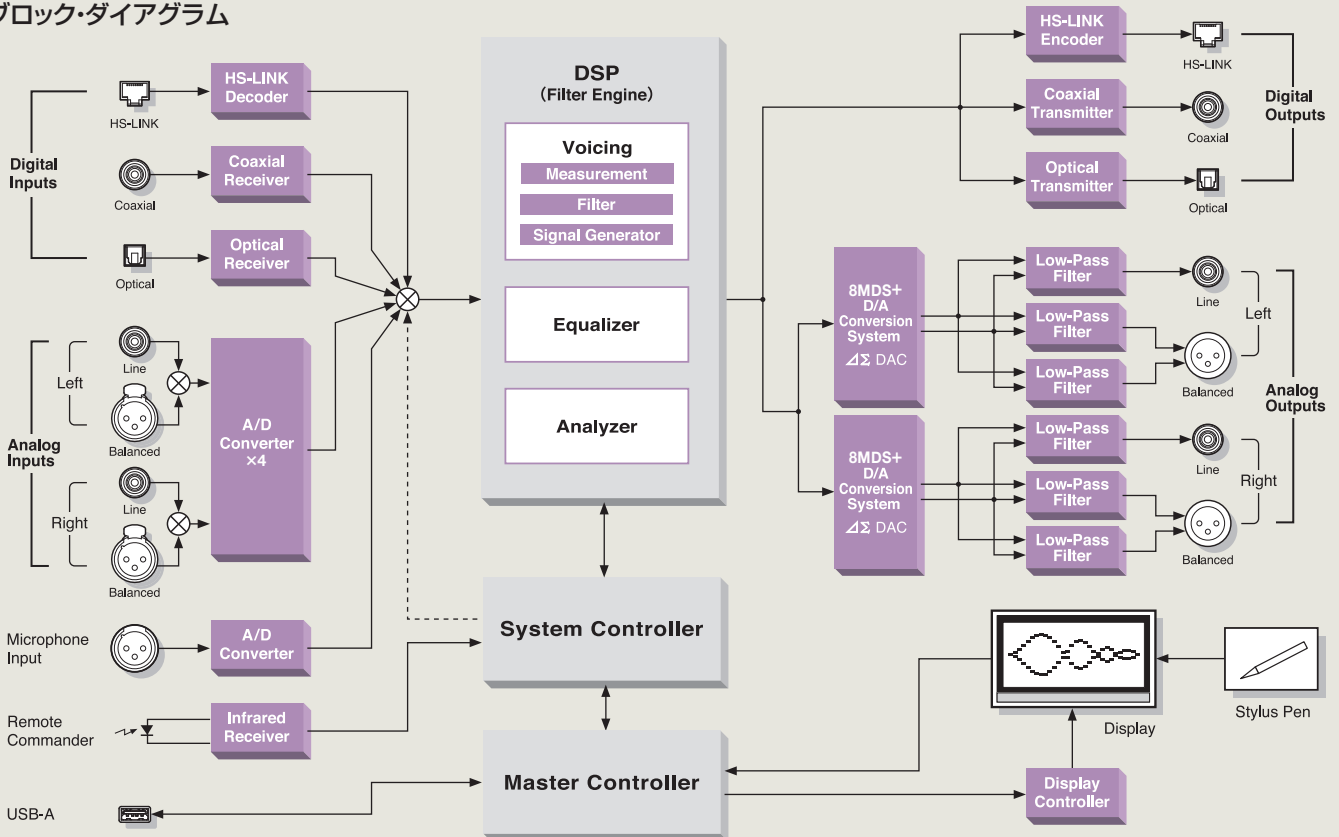 ブロック・ダイアグラム
Digital
Inputs
HS-LINK
HS-LINK
Decoder
Coaxial
Coaxial
Receiver
Optical
Optical
Receiver
Analog
Inputs
Left
Line
Balanced
Right
Line
Balanced
A/D
Converter
×4
Microphone
Input
A/D
Converter
Remote
Commander
Infrared
Receiver
USB-A
DSP
(Filter Engine)
Voicing
Measurement
Filter
Signal Generator
Equalizer
Analyzer
System Controller
Master Controller
HS-LINK
Encoder
HS-LINK
Coaxial
Transmitter
Coaxial
Optical
Transmitter
Optical
Digital
Outputs
8MDS+
D/A
Conversion
System
ΔΣ DAC
Low-Pass
Filter
Low-Pass
Filter
Low-Pass
Filter
Line
Balanced
Left
8MDS+
D/A
Conversion
System
ΔΣ DAC
Low-Pass
Filter
Low-Pass
Filter
Low-Pass
Filter
Line
Balanced
Right
Analog
Outputs
Display
Stylus Pen
Display
Controller